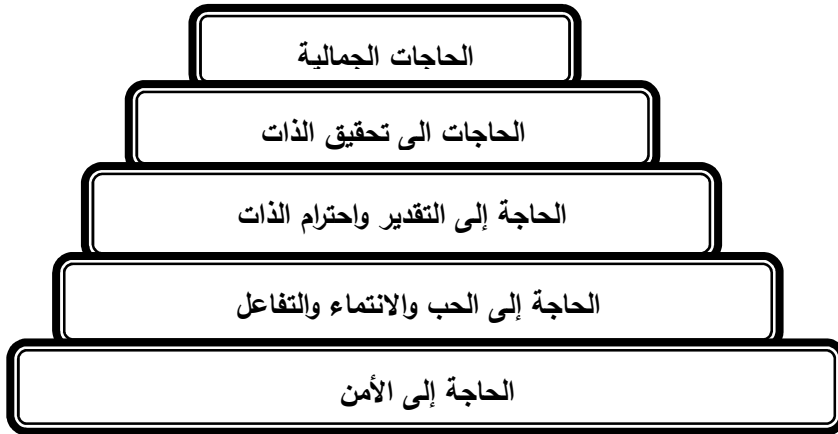 الحاجات الجمالية
الحاجات الى تحقيق الذات
الحاجة إلى التقدير واحترام الذات
الحاجة إلى الحب والانتماء والتفاعل
الحاجة إلى الأمن